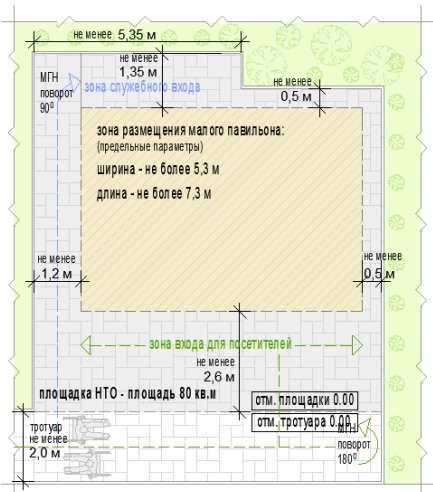 не менее 5,35 м
МГН
поворот
90º
не менее
1,35 м
зона служебного входа
не менее
0,5 м
зона размещения малого павильона:
(предельные параметры)
ширина - не более 5,3 м
длина - не более 7,3 м
не менее
1,2 м
не менее
0,5 м
зона входа для посетителей
не менее
2,6 м
площадка НТО - площадь 80 кв.м
отм. площадки 0.00
отм. тротуара 0.00
тротуар
не менее
2,0 м
МГН
поворот
180º